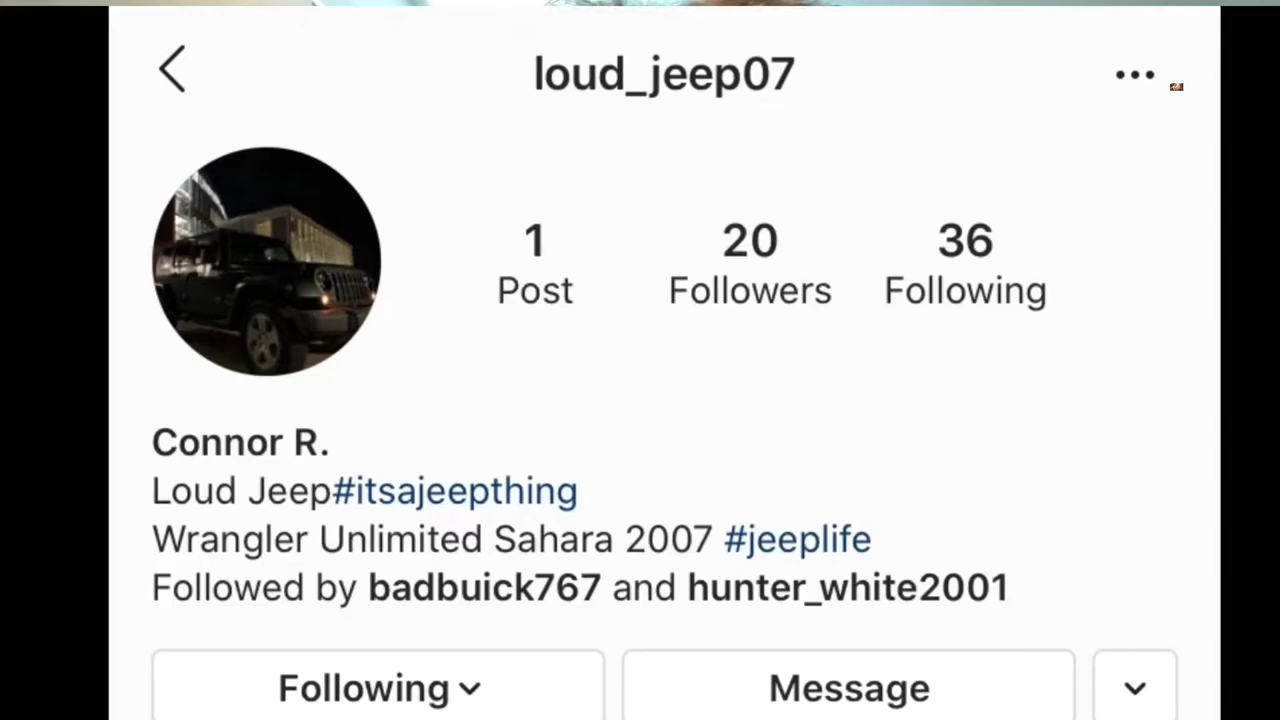 loud_jeep07
1 20 36
Post Followers Following
Connor R.
Loud Jeep#itsajeepthing
Wrangler Unlimited Sahara 2007 #jeeplife
Followed by badbuick767 and hunter_white2001
Following Message